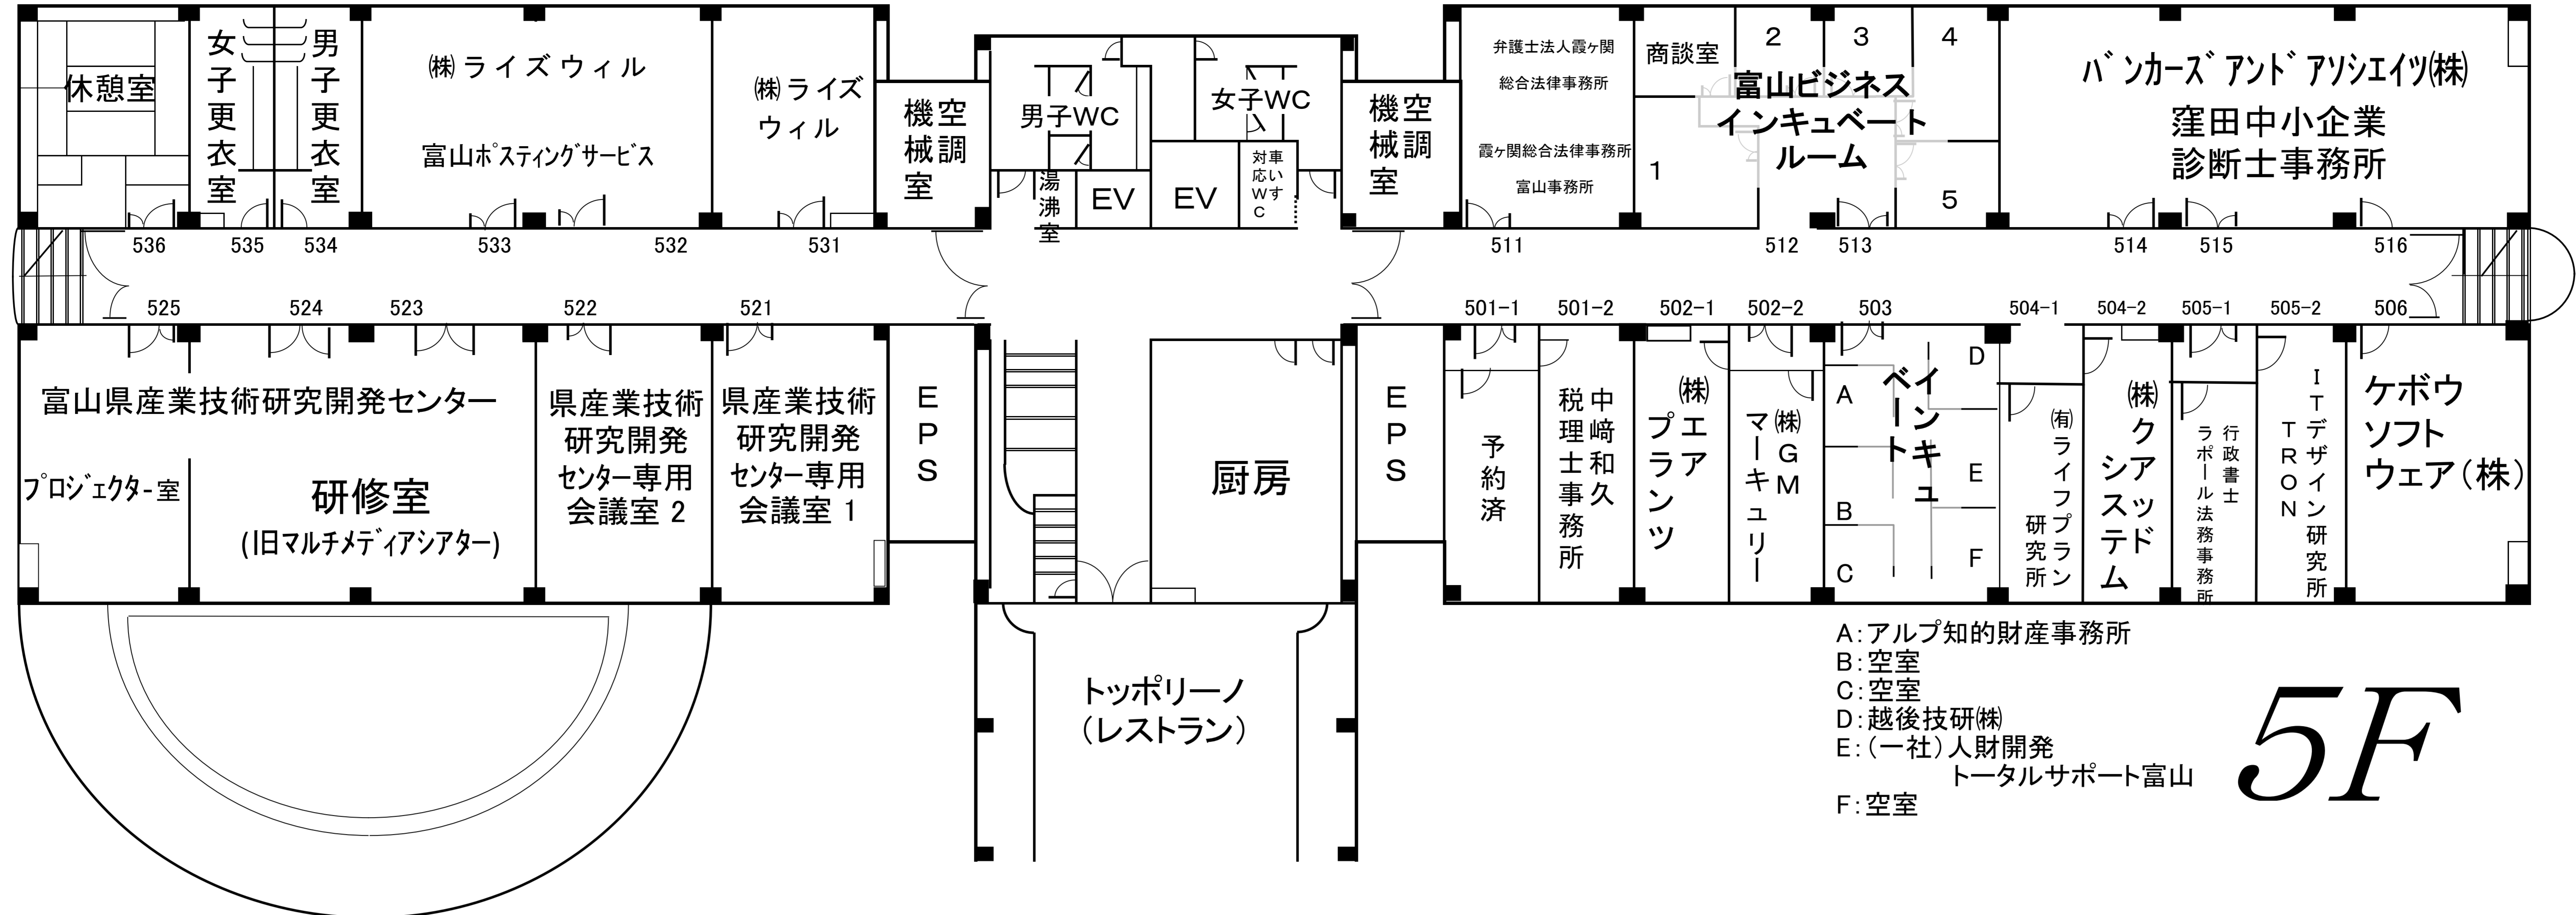 休憩室
女子更衣室
男子更衣室
㈱ライズウィル
富山ポスティングサービス
㈱ライズ
ウィル
空調
機械室
男子WC
女子WC
湯沸室
EV
EV
車いす
対応WC
空調
機械室
弁護士法人霞ヶ関
総合法律事務所
霞ヶ関総合法律事務所
富山事務所
商談室
1
2
3
4
5
富山ビジネス
インキュベート
ルーム
バンカーズアンドアソシエイツ㈱
窪田中小企業
診断士事務所
536
535
534
533
532
531
511
512
513
514
515
516
525
524
523
522
521
501-1
501-2
502-1
502-2
503
504-1
504-2
505-1
505-2
506
富山県産業技術研究開発センター
プロジェクター室
研修室
(旧マルチメディアシアター)
県産業技術
研究開発
センター専用
会議室 2
県産業技術
研究開発
センター専用
会議室 1
EPS
厨房
EPS
予約済
中﨑和久
税理士事務所
㈱エア
プランツ
㈱GM
マーキュリー
インキュ
ベート
A
B
C
D
E
F
㈲ライフプラン
研究所
㈱クアッド
システム
行政書士
ラポール法務事務所
ITデザイン研究所
TRON
ケボウ
ソフト
ウェア(株)
トッポリーノ
(レストラン)
A:アルプ知的財産事務所
B:空室
C:空室
D:越後技研㈱
E:(一社)人財開発
トータルサポート富山
F:空室
5F